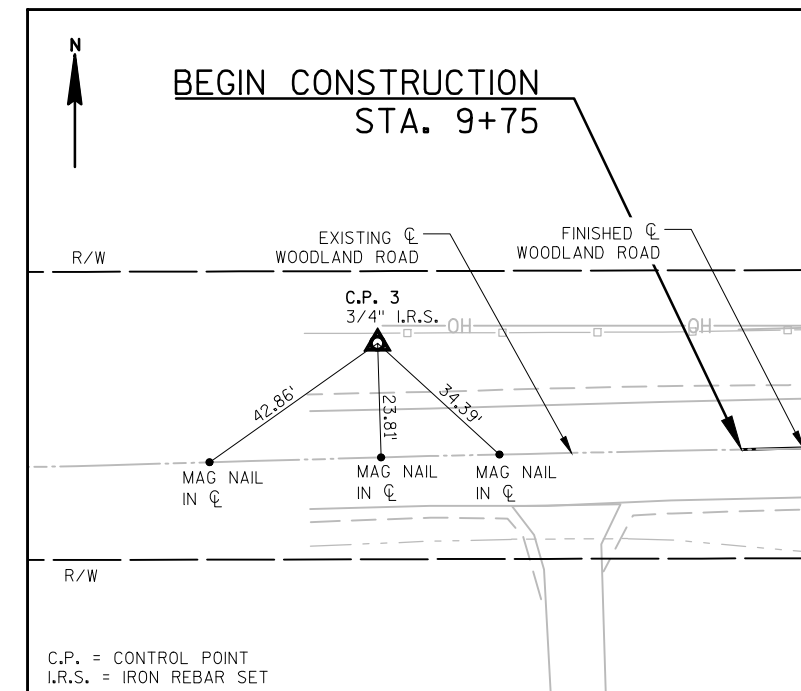 N
BEGIN CONSTRUCTION
STA. 9+75
R/W
EXISTING ℄
WOODLAND ROAD
FINISHED ℄
WOODLAND ROAD
C.P. 3
3/4" I.R.S.
OH
OH
42.86'
23.81'
34.39'
MAG NAIL
IN ℄
MAG NAIL
IN ℄
MAG NAIL
IN ℄
R/W
C.P. = CONTROL POINT
I.R.S. = IRON REBAR SET